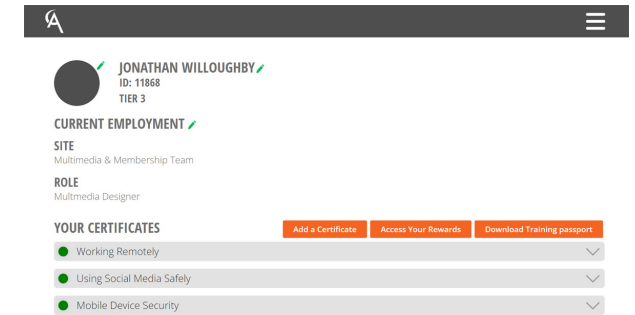 JONATHAN WILLOUGHBY
ID: 11868
TIER 3
CURRENT EMPLOYMENT
SITE
Multimedia & Membership Team
ROLE
Multmedia Designer
YOUR CERTIFICATES
Add a Certificate
Access Your Rewards
Download Training passport
Working Remotely
Using Social Media Safely
Mobile Device Security